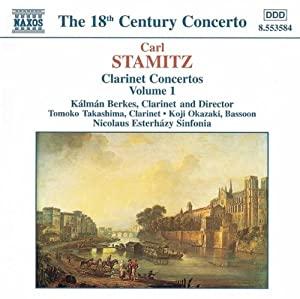 NAXOS
The 18th Century Concerto
DDD
8.553584
Carl
STAMITZ
Clarinet Concertos
Volume 1
Kálmán Berkes, Clarinet and Director
Tomoko Takashima, Clarinet • Koji Okazaki, Bassoon
Nicolaus Esterházy Sinfonia